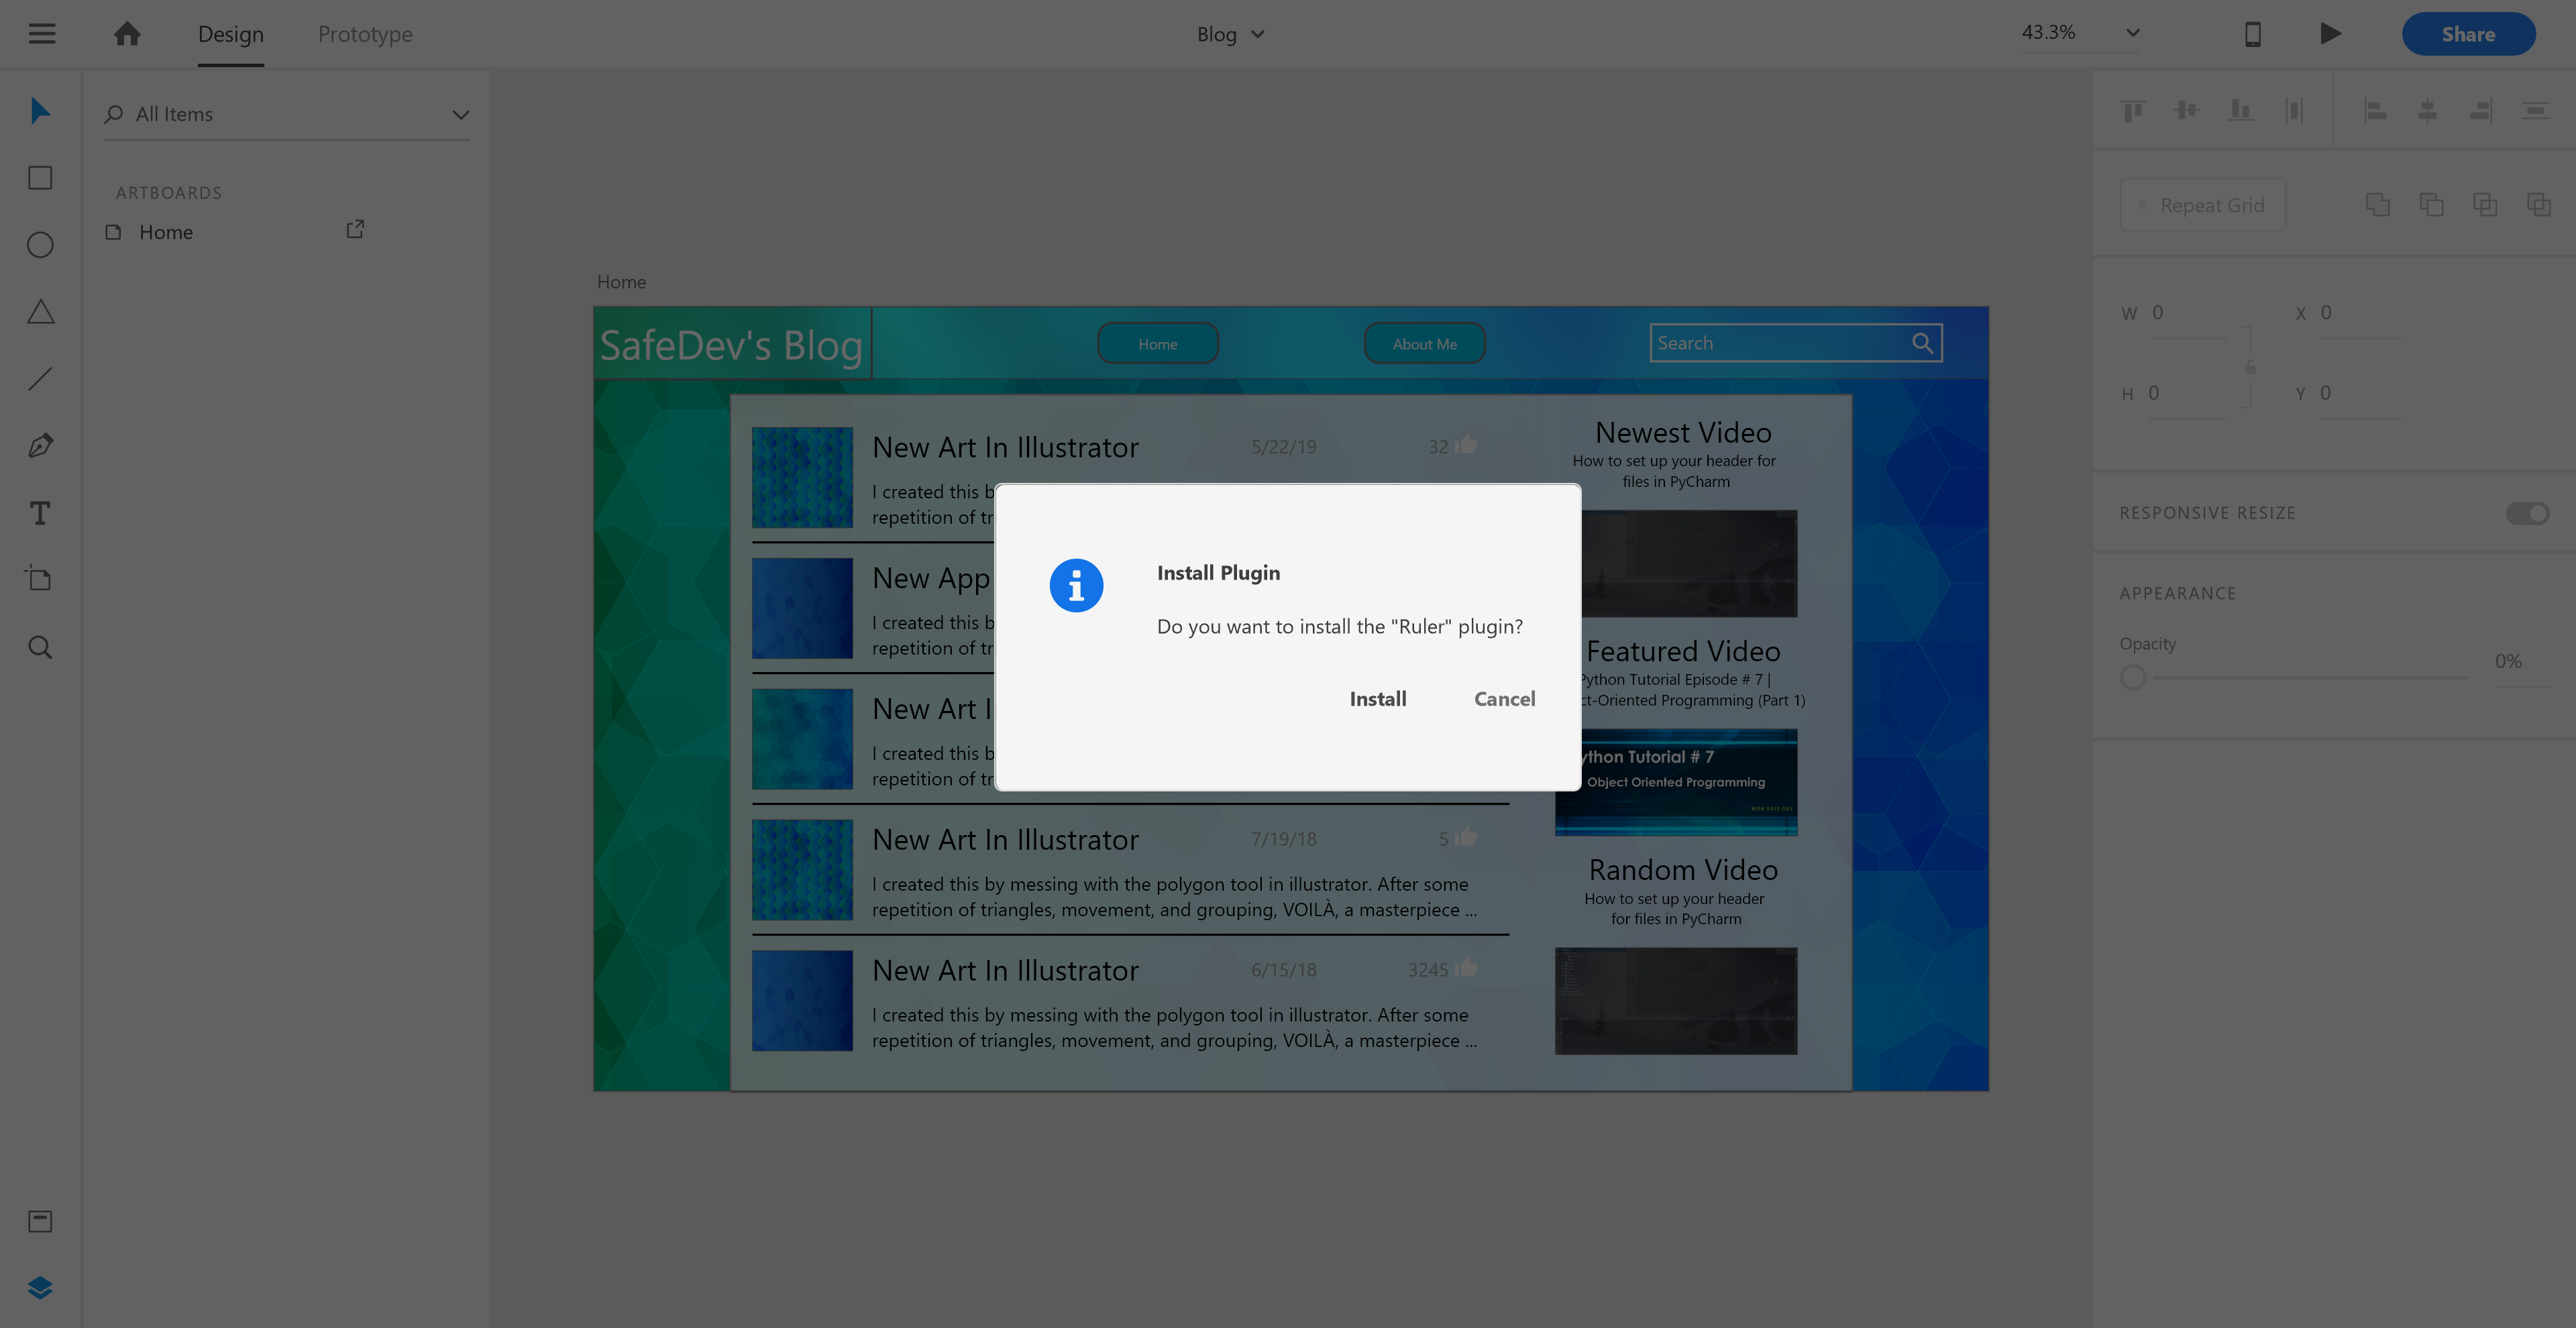 Design
Prototype
Blog
43.3%
Share
All Items
ARTBOARDS
Home
Home
SafeDev's Blog
Home
About Me
Search
New Art In Illustrator
5/22/19
32
I created this b
repetition of tr
New App
I created this b
repetition of tr
New Art I
I created this b
repetition of tr
New Art In Illustrator
7/19/18
5
I created this by messing with the polygon tool in illustrator. After some
repetition of triangles, movement, and grouping, VOILÀ, a masterpiece ...
New Art In Illustrator
6/15/18
3245
I created this by messing with the polygon tool in illustrator. After some
repetition of triangles, movement, and grouping, VOILÀ, a masterpiece ...
Newest Video
How to set up your header for
files in PyCharm
Featured Video
Python Tutorial Episode # 7 |
ct-Oriented Programming (Part 1)
ython Tutorial # 7
Object Oriented Programming
WITH SAFE DEV
Random Video
How to set up your header
for files in PyCharm
Install Plugin
Do you want to install the "Ruler" plugin?
Install
Cancel
Repeat Grid
W 0
X 0
H 0
Y 0
RESPONSIVE RESIZE
APPEARANCE
Opacity
0%